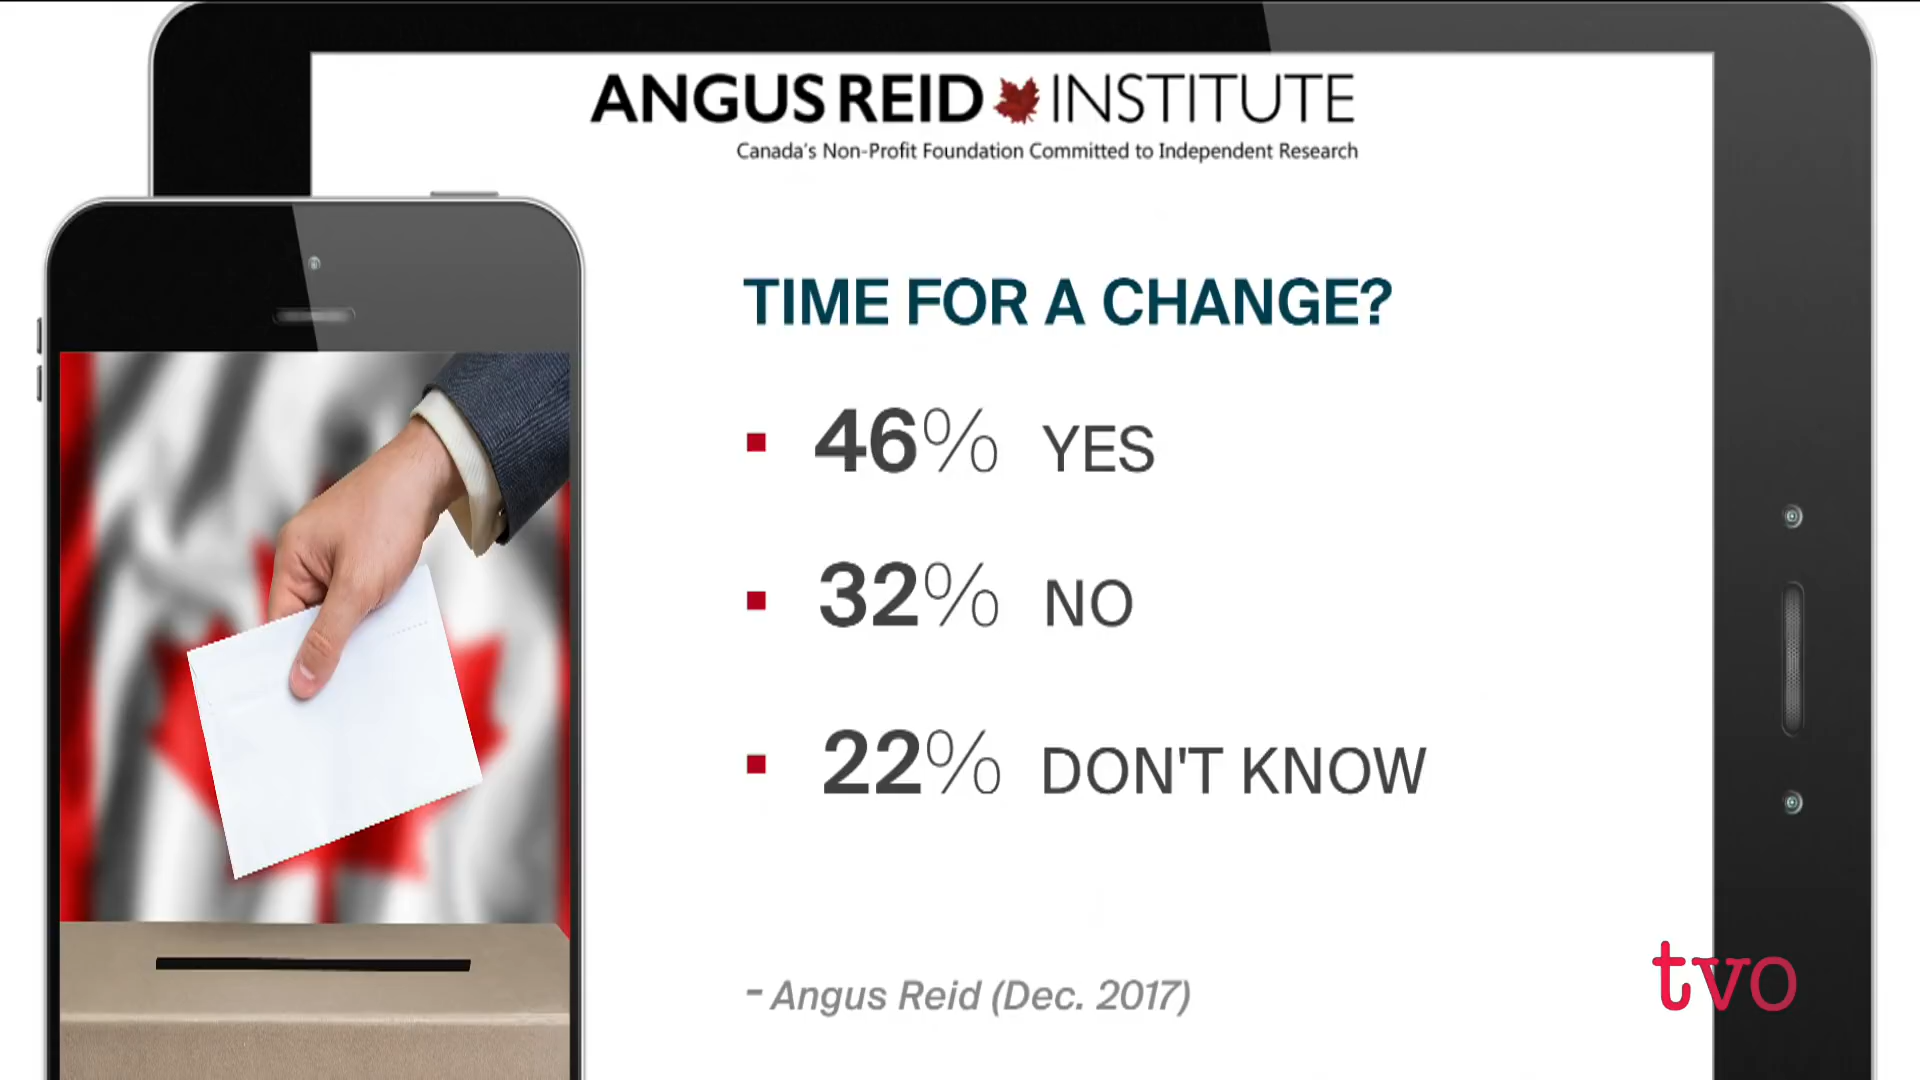 ANGUS REID INSTITUTE
Canada's Non-Profit Foundation Committed to Independent Research
TIME FOR A CHANGE?
▪ 46% YES
▪ 32% NO
▪ 22% DON'T KNOW
- Angus Reid (Dec. 2017)
tvo